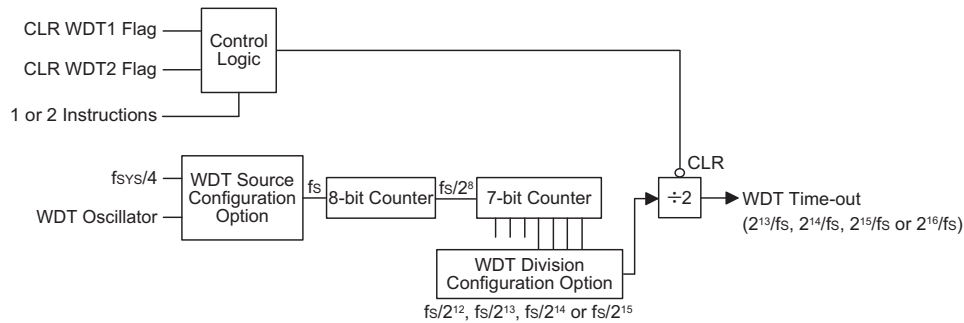 CLR WDT1 Flag
CLR WDT2 Flag
1 or 2 Instructions
Control
Logic
CLR
fSYS/4
WDT Oscillator
WDT Source
Configuration
Option
fS
8-bit Counter
fS/2⁸
7-bit Counter
÷2
WDT Time-out
(2¹³/fS, 2¹⁴/fS, 2¹⁵/fS or 2¹⁶/fS)
WDT Division
Configuration Option
fS/2¹², fS/2¹³, fS/2¹⁴ or fS/2¹⁵